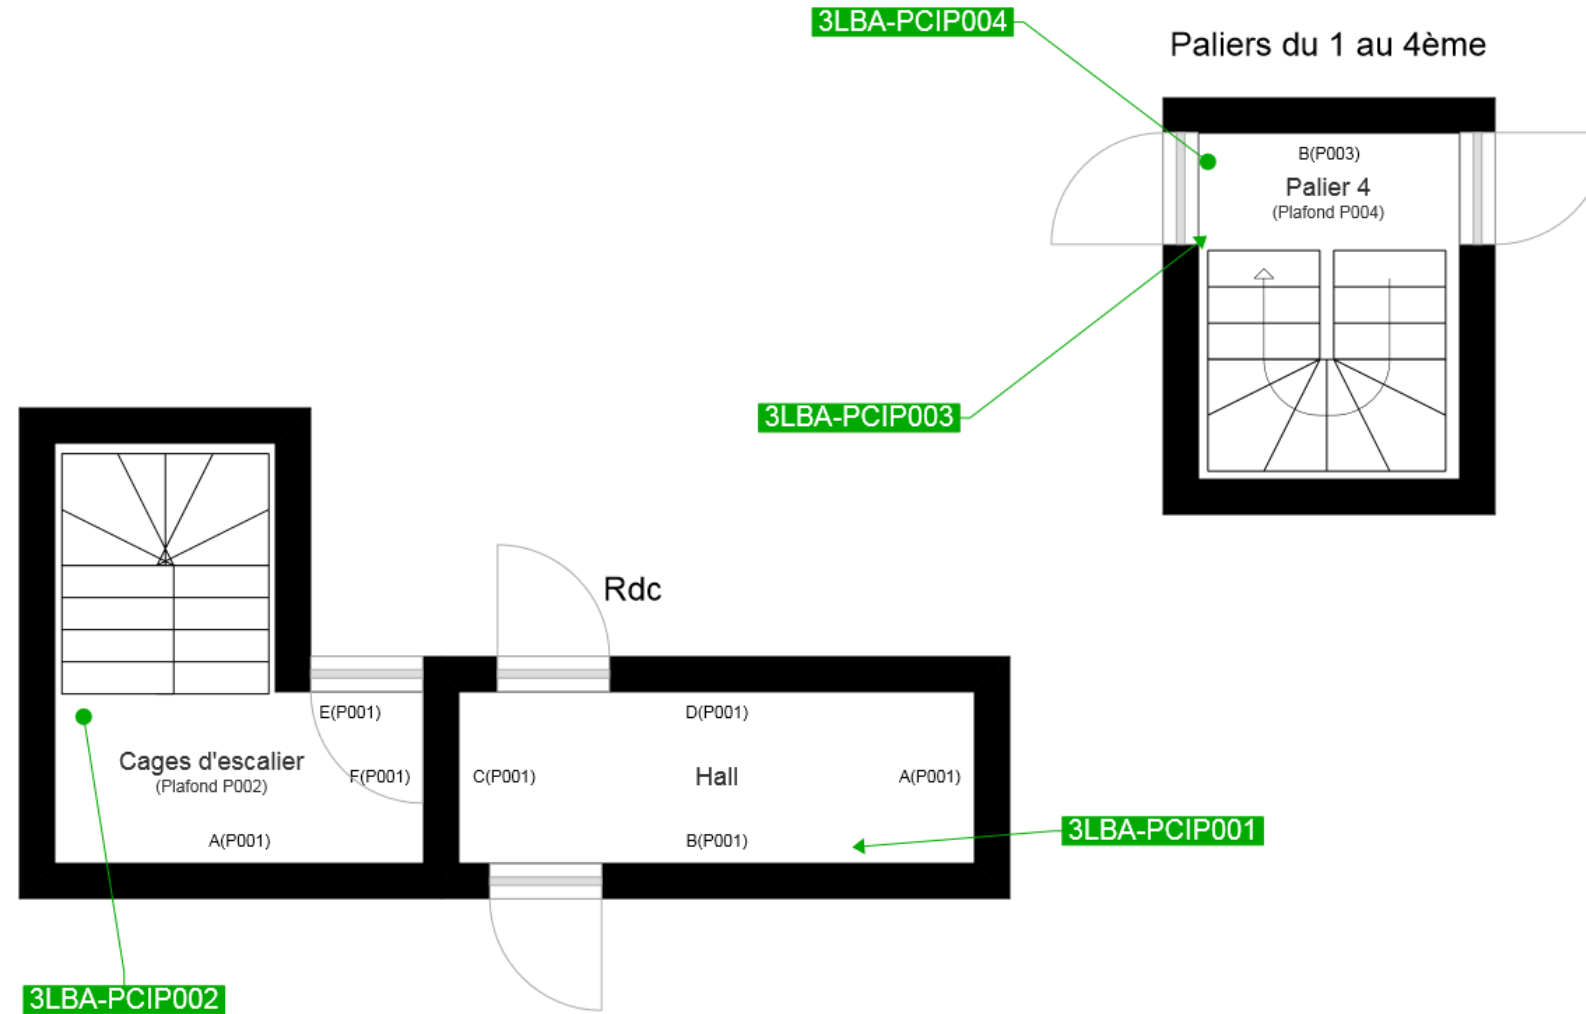 3LBA-PCIP004
Paliers du 1 au 4ème
B(P003)
Palier 4
(Plafond P004)
3LBA-PCIP003
Rdc
E(P001)
D(P001)
Cages d'escalier
(Plafond P002)
F(P001)
C(P001)
Hall
A(P001)
A(P001)
B(P001)
3LBA-PCIP001
3LBA-PCIP002